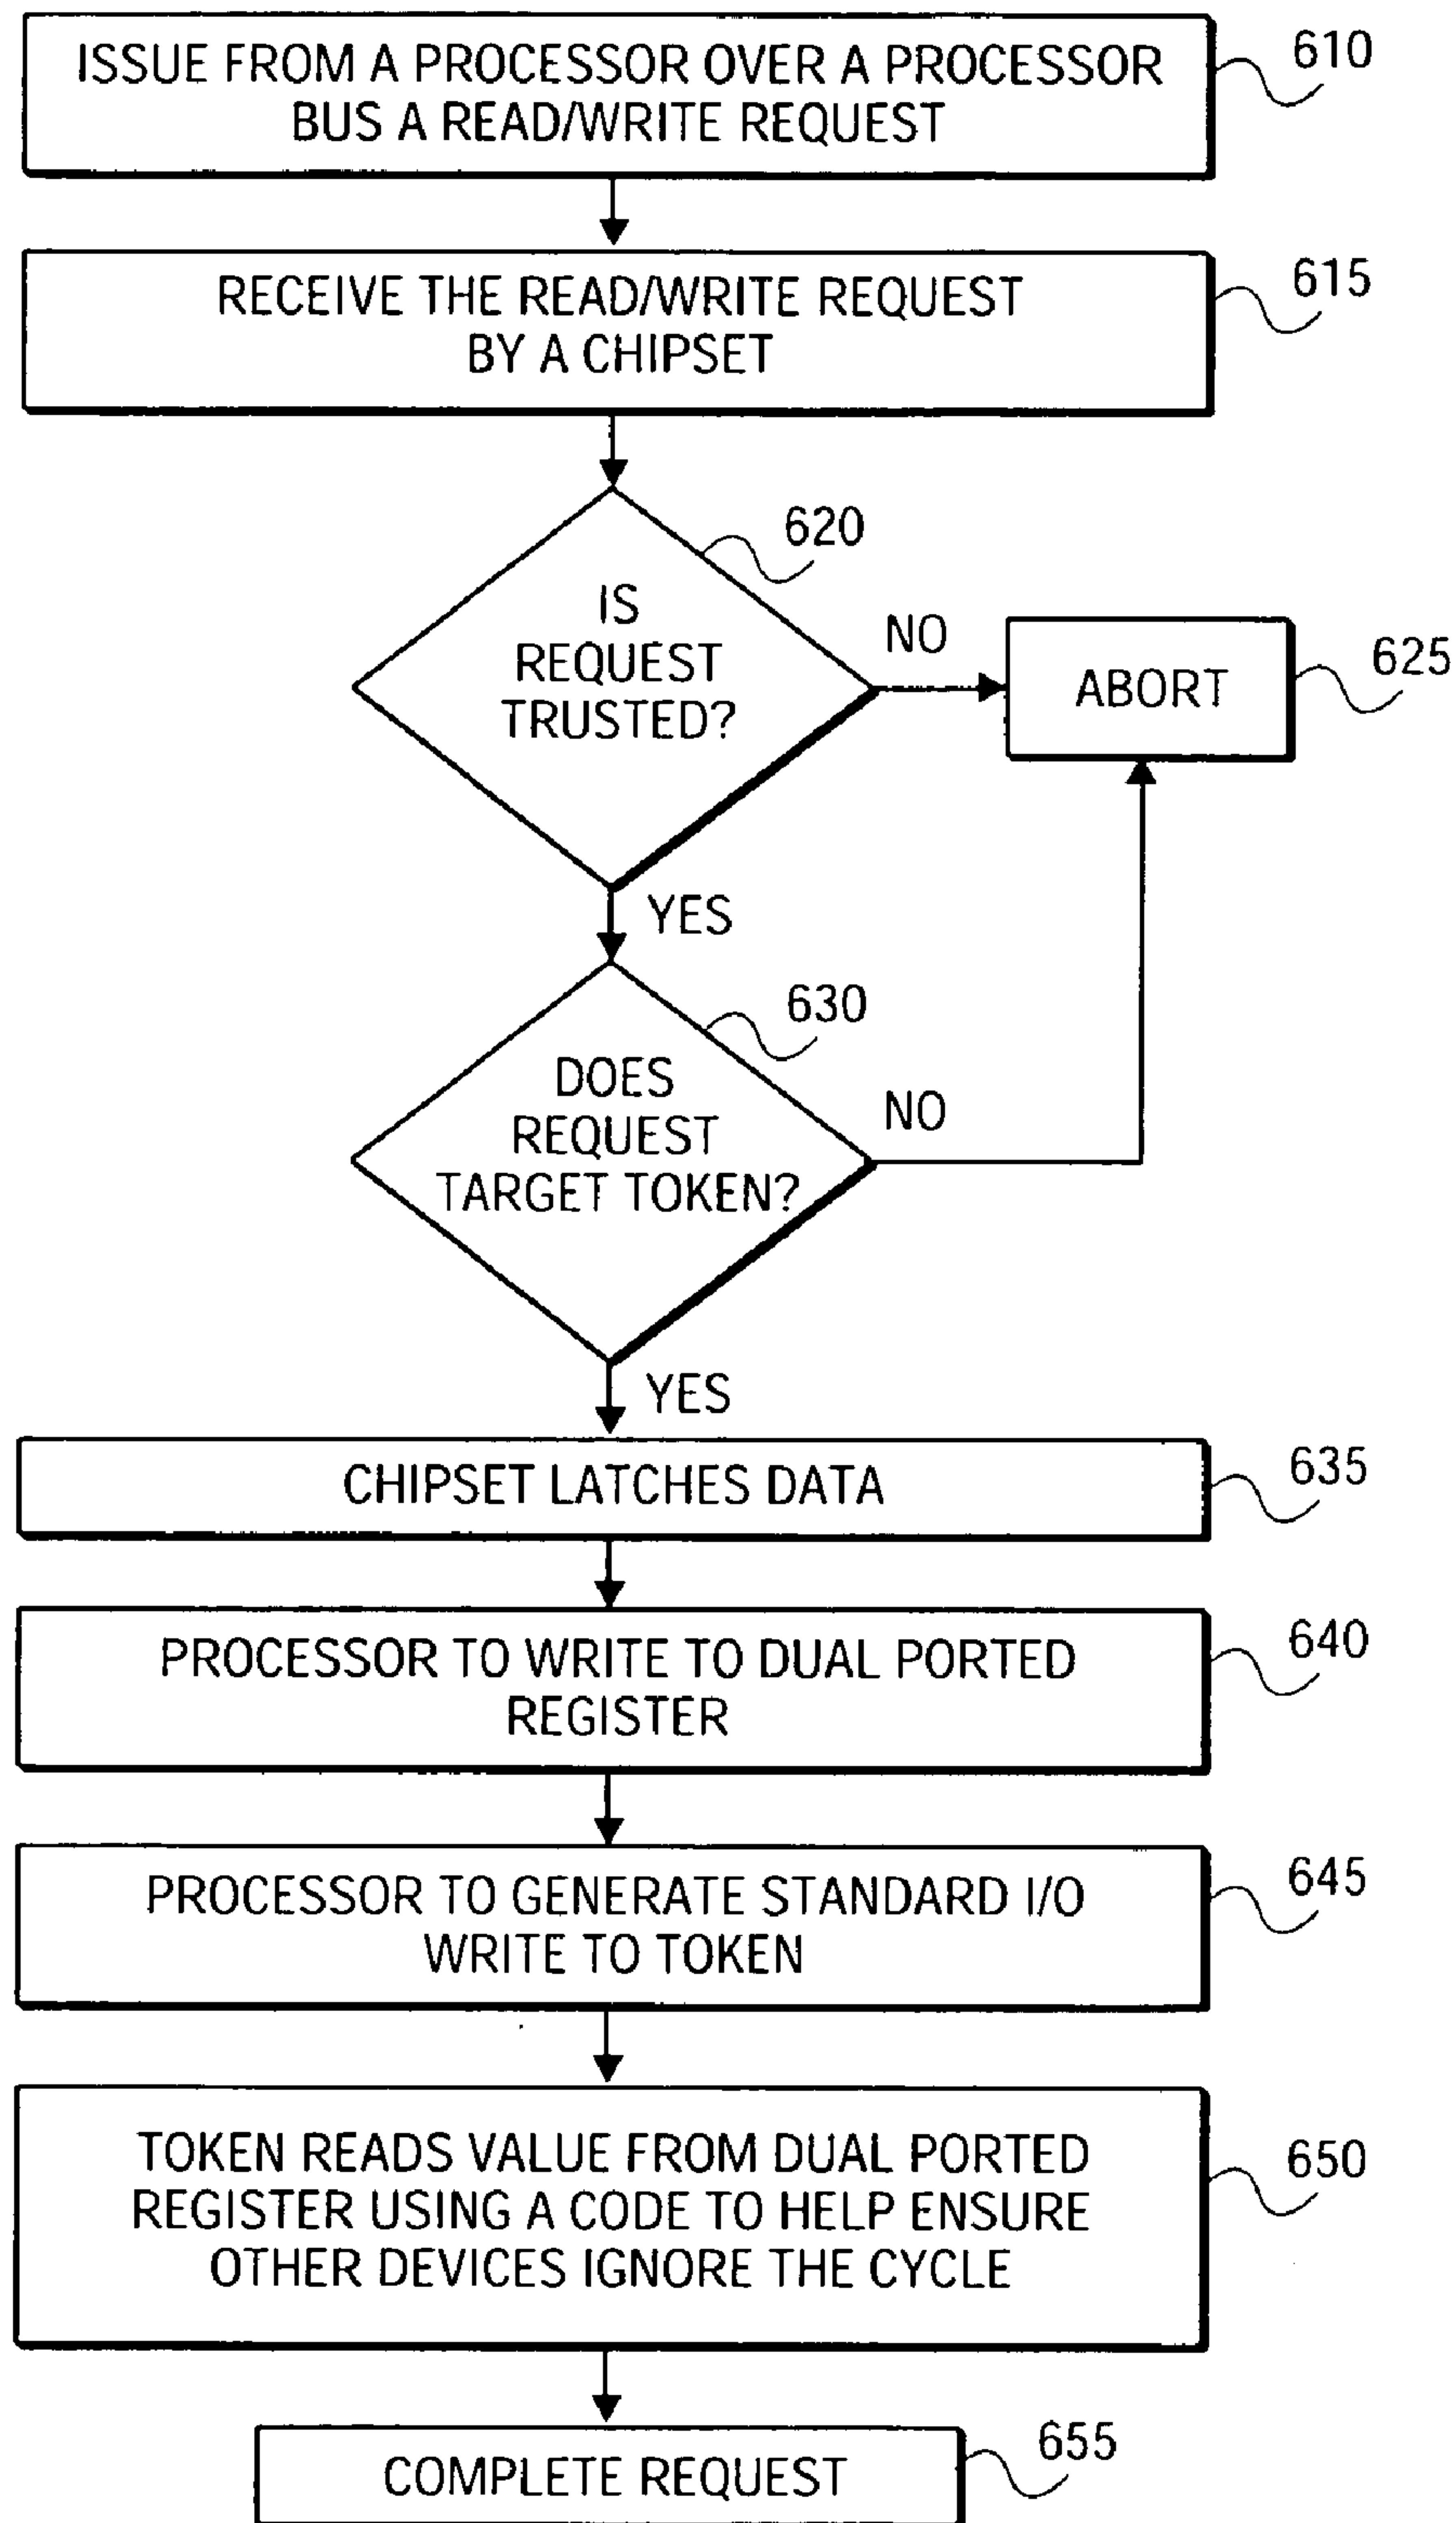 ISSUE FROM A PROCESSOR OVER A PROCESSOR
BUS A READ/WRITE REQUEST
610
RECEIVE THE READ/WRITE REQUEST
BY A CHIPSET
615
620
IS
REQUEST
TRUSTED?
NO
ABORT
625
YES
630
DOES
REQUEST
TARGET TOKEN?
NO
YES
CHIPSET LATCHES DATA
635
PROCESSOR TO WRITE TO DUAL PORTED
REGISTER
640
PROCESSOR TO GENERATE STANDARD I/O
WRITE TO TOKEN
645
TOKEN READS VALUE FROM DUAL PORTED
REGISTER USING A CODE TO HELP ENSURE
OTHER DEVICES IGNORE THE CYCLE
650
COMPLETE REQUEST
655